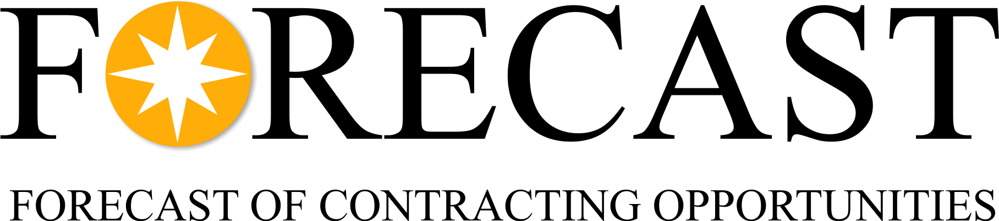 FORECAST
FORECAST OF CONTRACTING OPPORTUNITIES